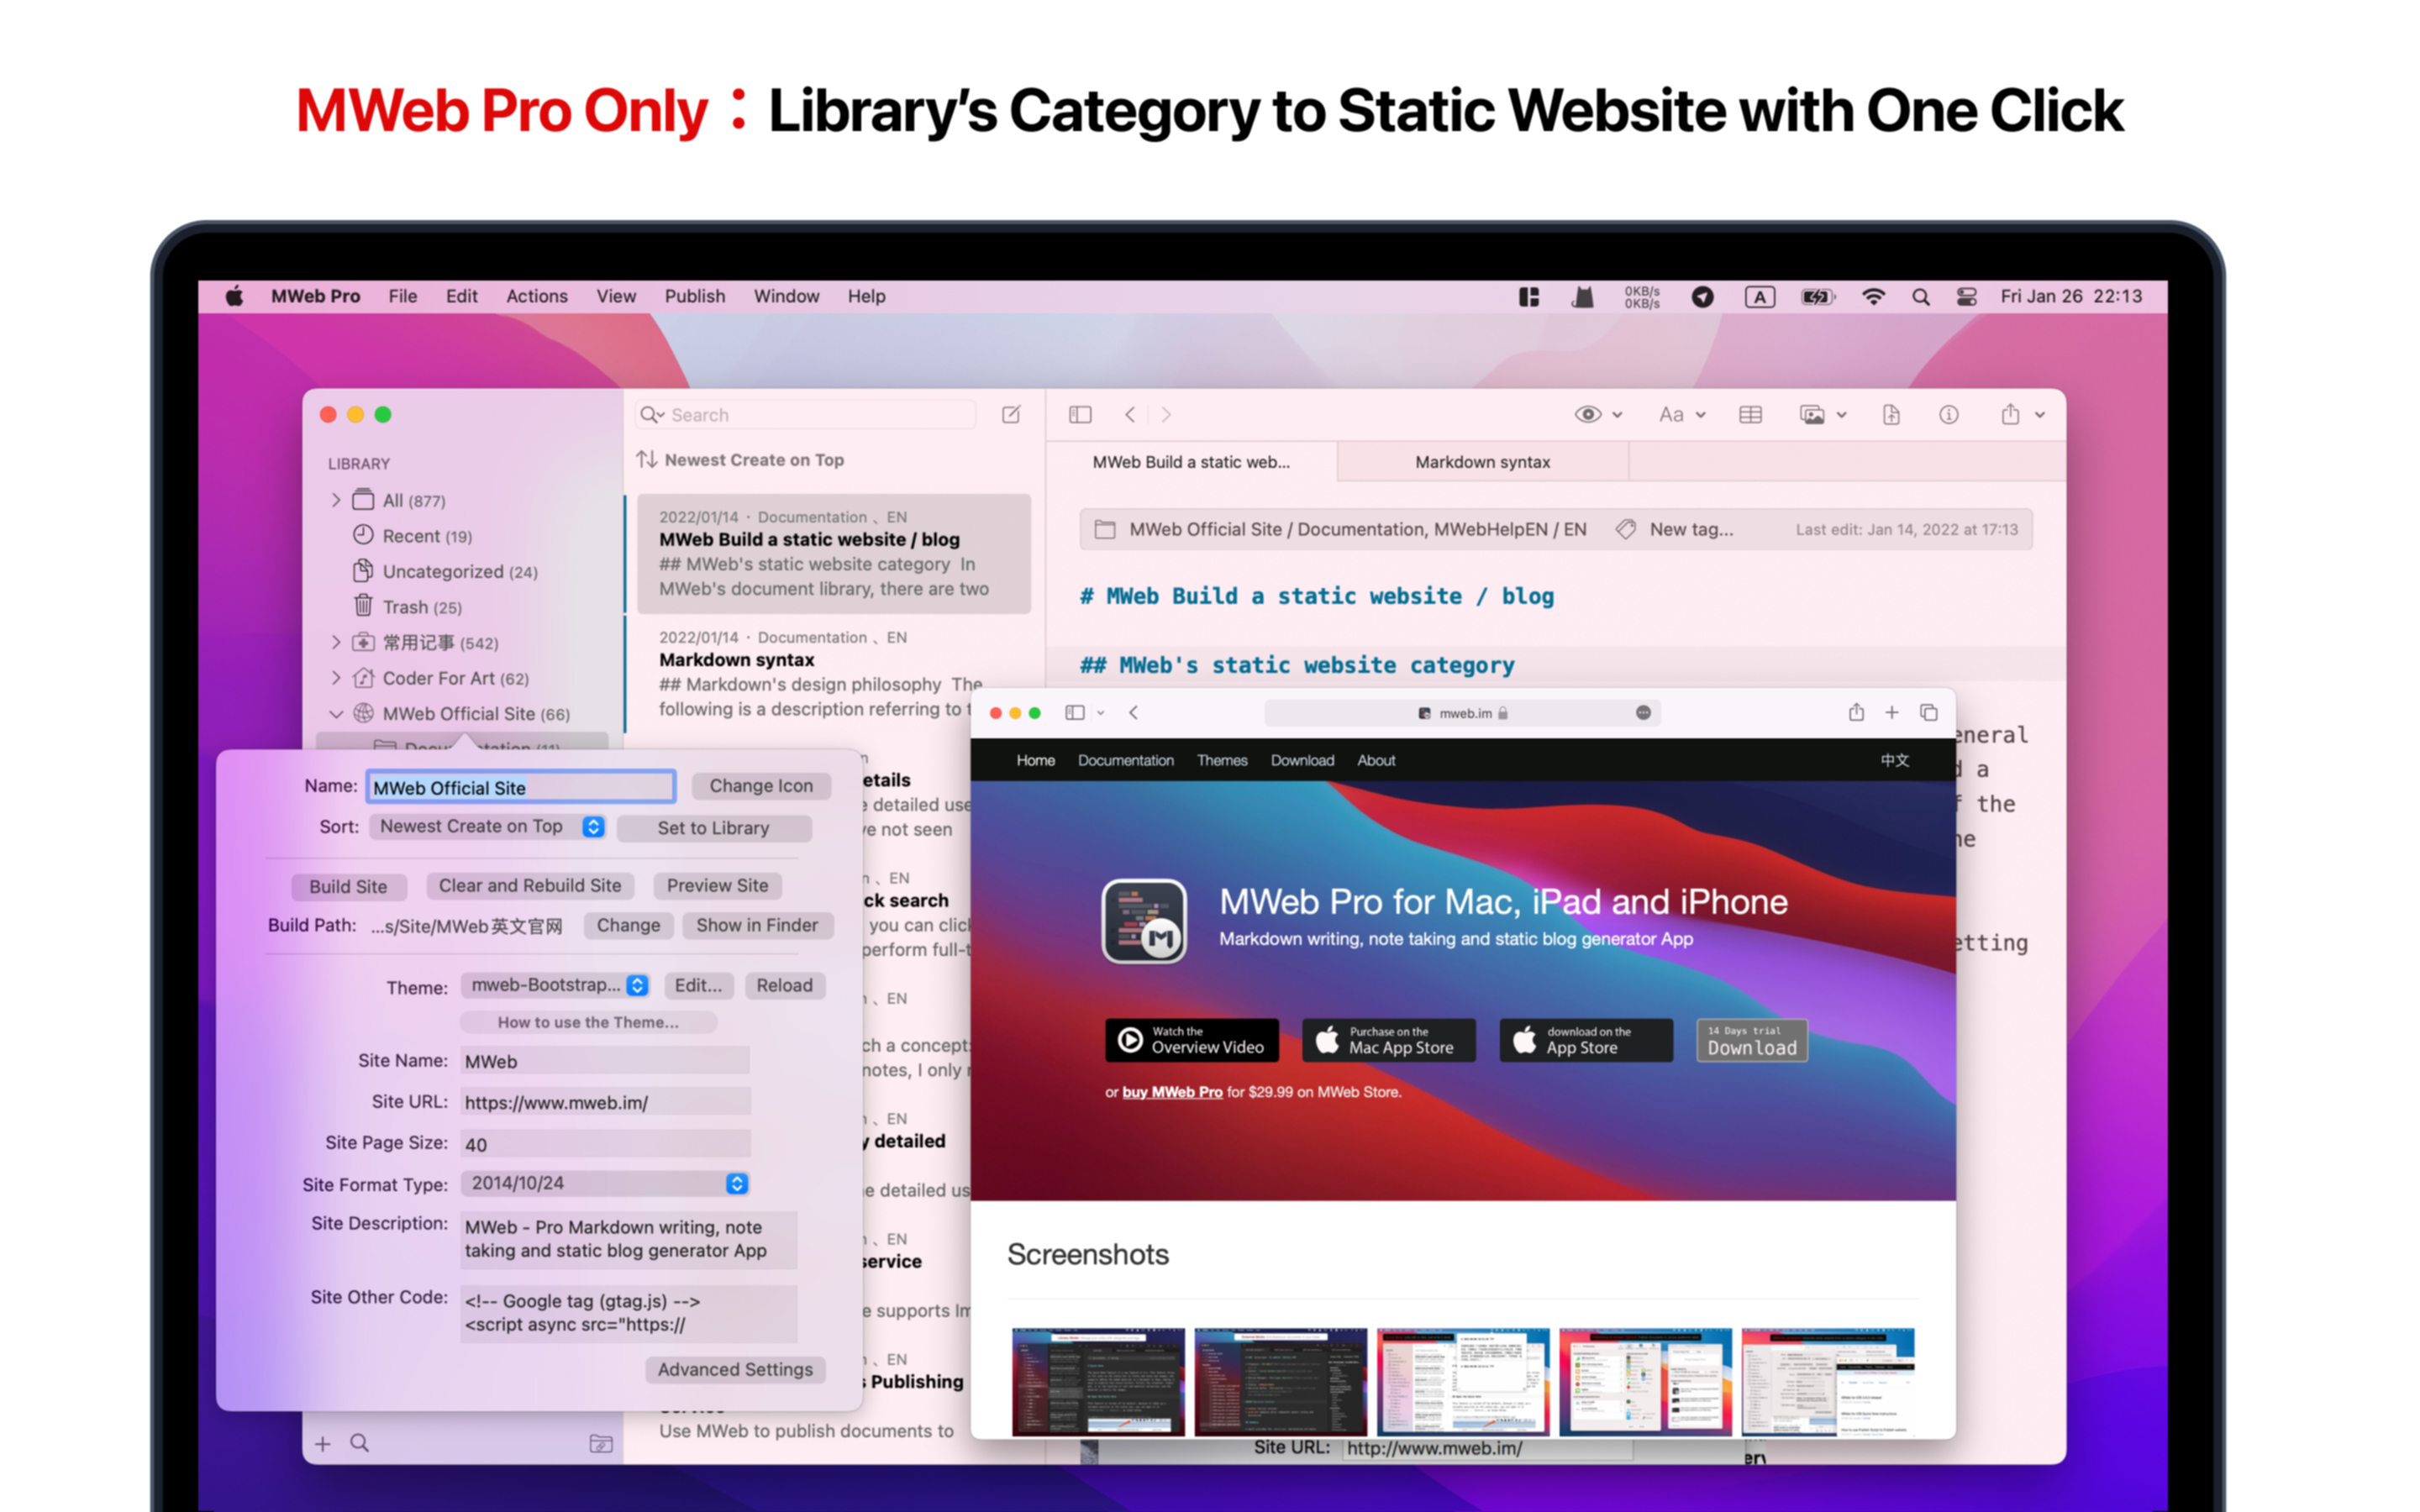 MWeb Pro Only：Library's Category to Static Website with One Click
MWeb Pro File Edit Actions View Publish Window Help
0KB/s
0KB/s
A
Fri Jan 26 22:13
Search
LIBRARY
Newest Create on Top
All (877)
Recent (19)
Uncategorized (24)
Trash (25)
常用记事 (542)
Coder For Art (62)
MWeb Official Site (66)
2022/01/14 · Documentation 、EN
MWeb Build a static website / blog
## MWeb's static website category In
MWeb's document library, there are two
2022/01/14 · Documentation 、EN
Markdown syntax
## Markdown's design philosophy The
following is a description referring to t
Aa
MWeb Build a static web...
Markdown syntax
MWeb Official Site / Documentation, MWebHelpEN / EN
New tag...
Last edit: Jan 14, 2022 at 17:13
# MWeb Build a static website / blog
## MWeb's static website category
eneral
d a
f the
ne
etting
Name: MWeb Official Site Change Icon
Sort: Newest Create on Top Set to Library
Build Site Clear and Rebuild Site Preview Site
Build Path: ...s/Site/MWeb英文官网 Change Show in Finder
Theme: mweb-Bootstrap... Edit... Reload
How to use the Theme...
Site Name: MWeb
Site URL: https://www.mweb.im/
Site Page Size: 40
Site Format Type: 2014/10/24
Site Description: MWeb - Pro Markdown writing, note
taking and static blog generator App
Site Other Code: <!-- Google tag (gtag.js) -->
<script async src="https://
Advanced Settings
etails
e detailed use
ve not seen
、EN
ck search
you can click
perform full-t
、EN
ch a concept:
notes, I only
、EN
y detailed
e detailed us
、EN
service
e supports Im
、EN
s Publishing
Use MWeb to publish documents to
mweb.im
Home Documentation Themes Download About 中文
MWeb Pro for Mac, iPad and iPhone
Markdown writing, note taking and static blog generator App
Watch the
Overview Video
Purchase on the
Mac App Store
download on the
App Store
14 Days trial
Download
or buy MWeb Pro for $29.99 on MWeb Store.
Screenshots
Site URL: http://www.mweb.im/